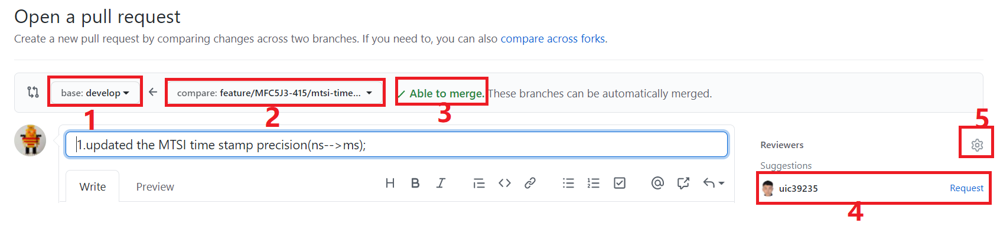 Open a pull request
Create a new pull request by comparing changes across two branches. If you need to, you can also compare across forks.
base: develop
compare: feature/MFC5J3-415/mtsi-time...
Able to merge. These branches can be automatically merged.
1
2
3
5
1.updated the MTSI time stamp precision(ns-->ms);
Reviewers
Suggestions
Write
Preview
H B I
uic39235
Request
4